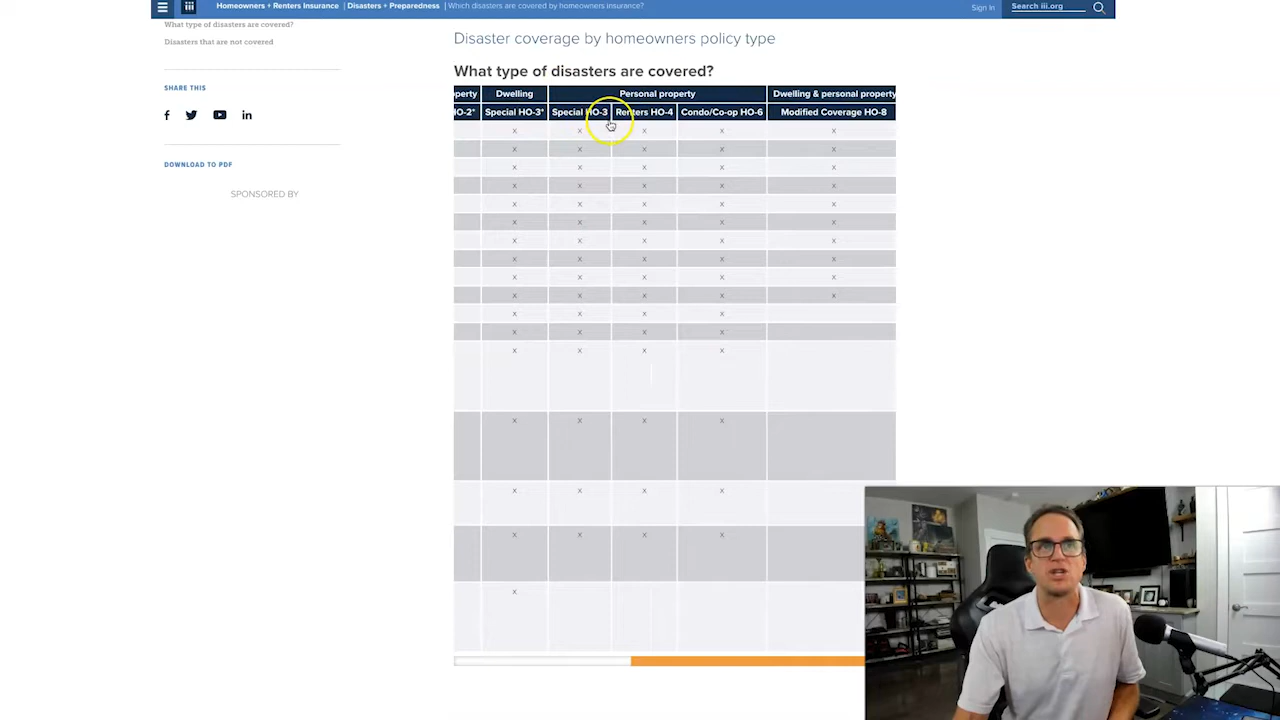 Homeowners + Renters Insurance | Disasters + Preparedness | Which disasters are covered by homeowners insurance?
Sign In
Search iii.org
What type of disasters are covered?
Disasters that are not covered
SHARE THIS
DOWNLOAD TO PDF
SPONSORED BY
Disaster coverage by homeowners policy type
What type of disasters are covered?
operty Dwelling Personal property Dwelling & personal property
HO-2* Special HO-3* Special HO-3 Renters HO-4 Condo/Co-op HO-6 Modified Coverage HO-8
x x x x x
x x x x x
x x x x x
x x x x x
x x x x x
x x x x x
x x x x x
x x x x x
x x x x x
x x x x x
x x x x
x x x x
x x x x
x x x x
x x x x
x x x x
x